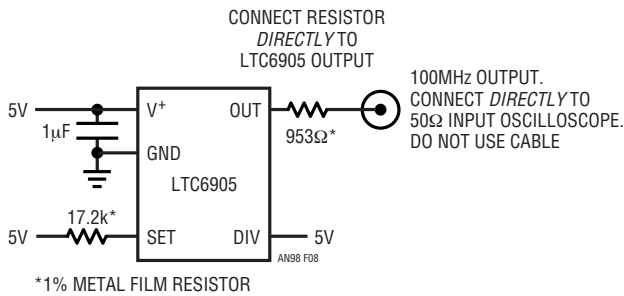 CONNECT RESISTOR
DIRECTLY TO
LTC6905 OUTPUT
100MHz OUTPUT.
CONNECT DIRECTLY TO
50Ω INPUT OSCILLOSCOPE.
DO NOT USE CABLE
5V
V+
OUT
953Ω*
1µF
GND
LTC6905
17.2k*
5V
SET
DIV
5V
AN98 F08
*1% METAL FILM RESISTOR